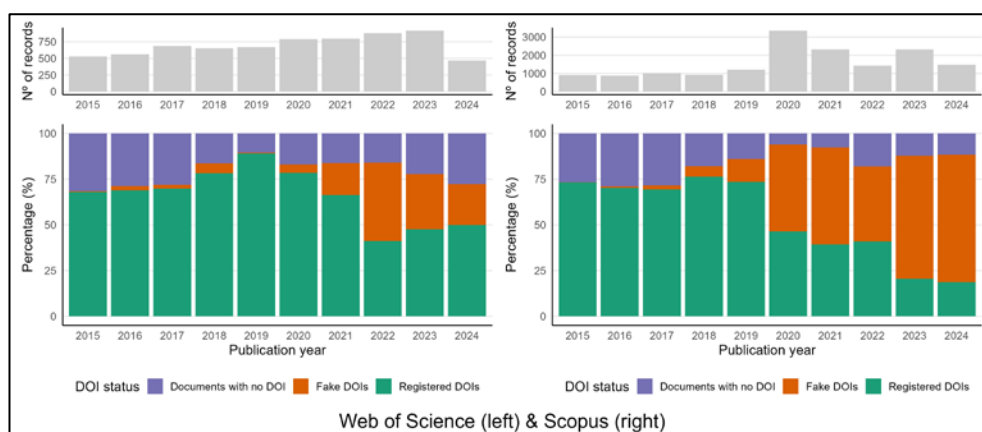 Nº of records
750
500
250
0
2015 2016 2017 2018 2019 2020 2021 2022 2023 2024
Percentage (%)
100
75
50
25
0
2015 2016 2017 2018 2019 2020 2021 2022 2023 2024
Publication year
DOI status Documents with no DOI Fake DOIs Registered DOIs
Nº of records
3000
2000
1000
0
2015 2016 2017 2018 2019 2020 2021 2022 2023 2024
Percentage (%)
100
75
50
25
0
2015 2016 2017 2018 2019 2020 2021 2022 2023 2024
Publication year
DOI status Documents with no DOI Fake DOIs Registered DOIs
Web of Science (left) & Scopus (right)